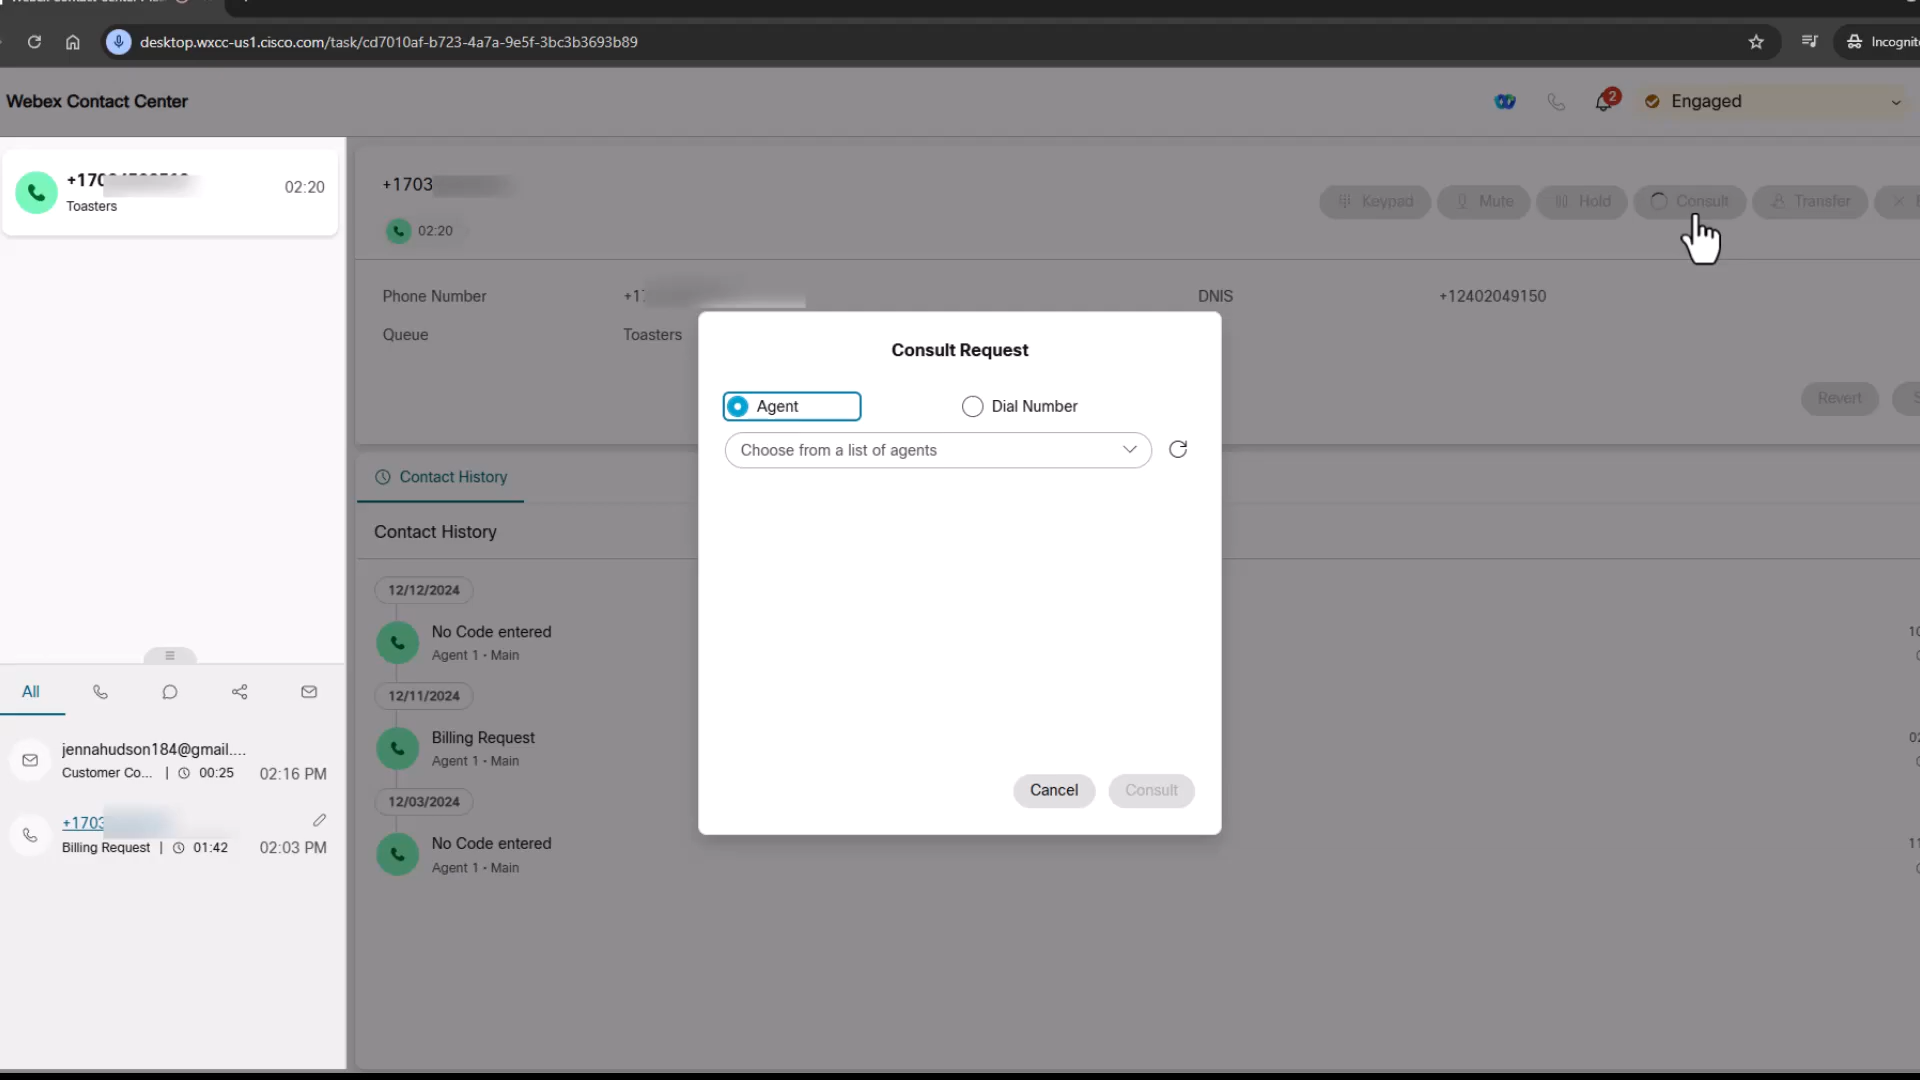 desktop.wxcc-us1.cisco.com/task/cd7010af-b723-4a7a-9e5f-3bc3b3693b89
Incognit
Webex Contact Center
2
Engaged
+170
02:20
Toasters
+1703
02:20
Keypad
Mute
Hold
Consult
Transfer
Phone Number
+1
DNIS
+12402049150
Queue
Toasters
Consult Request
Agent
Dial Number
Choose from a list of agents
Revert
Contact History
Contact History
12/12/2024
No Code entered
Agent 1 - Main
12/11/2024
Billing Request
Agent 1 - Main
12/03/2024
No Code entered
Agent 1 - Main
Cancel
Consult
All
jennahudson184@gmail....
Customer Co... | 00:25 02:16 PM
+1703
Billing Request | 01:42 02:03 PM